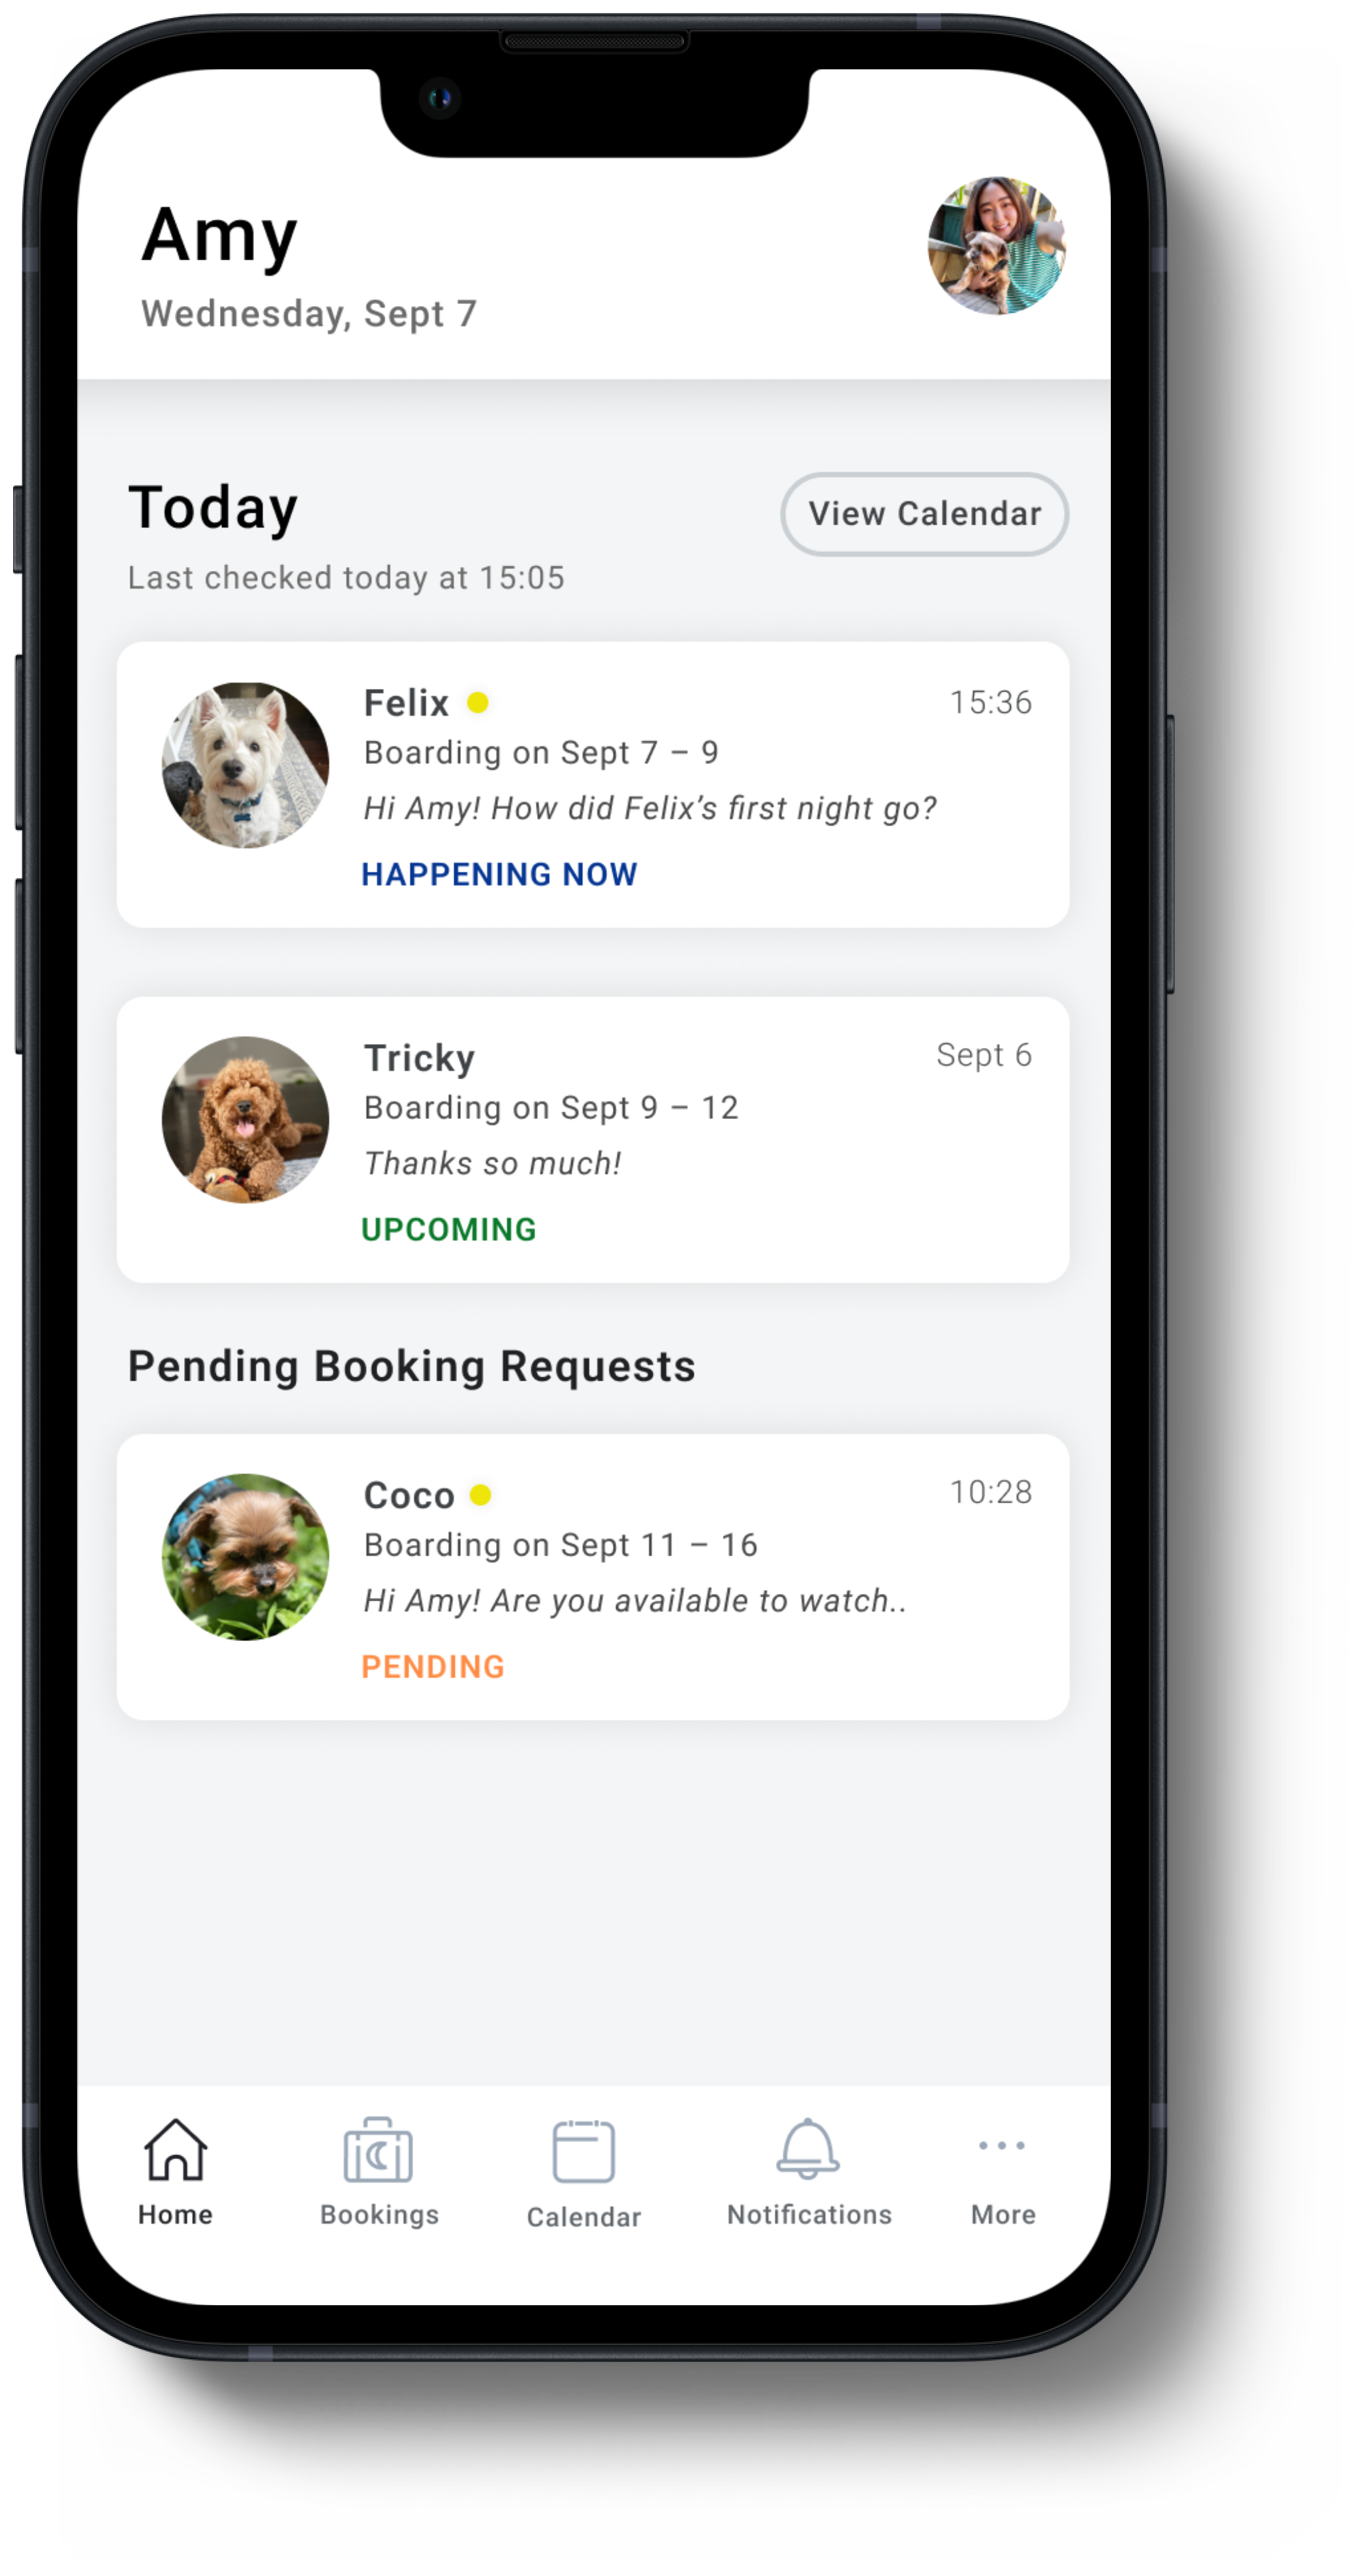 Amy
Wednesday, Sept 7
Today
View Calendar
Last checked today at 15:05
Felix
15:36
Boarding on Sept 7 – 9
Hi Amy! How did Felix’s first night go?
HAPPENING NOW
Tricky
Sept 6
Boarding on Sept 9 – 12
Thanks so much!
UPCOMING
Pending Booking Requests
Coco
10:28
Boarding on Sept 11 – 16
Hi Amy! Are you available to watch..
PENDING
Home
Bookings
Calendar
Notifications
More